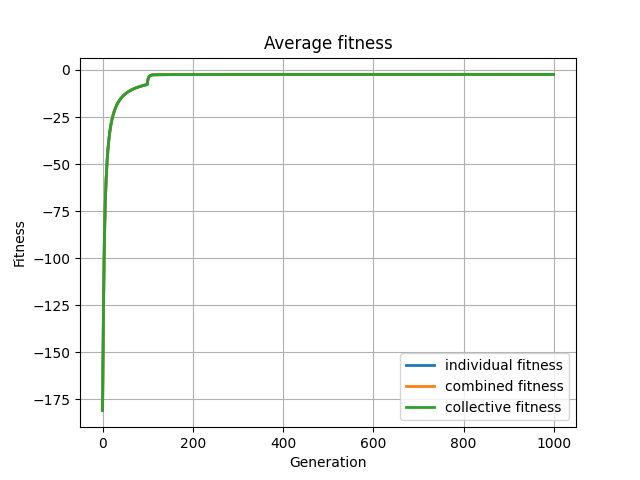 Average fitness
Fitness
0
−25
−50
−75
−100
−125
−150
−175
individual fitness
combined fitness
collective fitness
0 200 400 600 800 1000
Generation